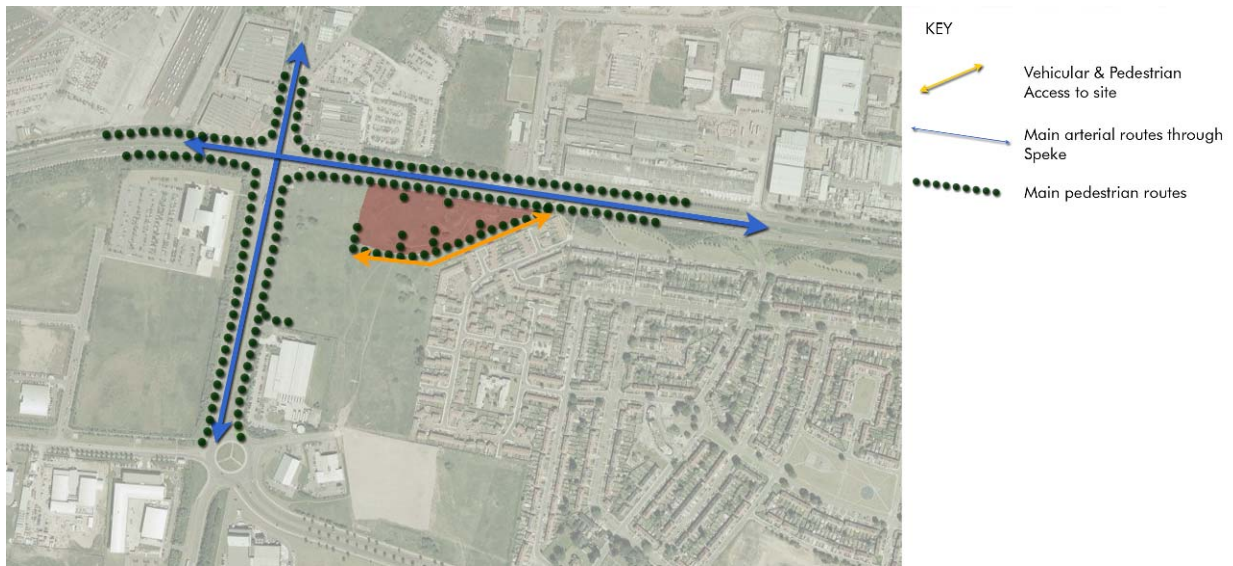 KEY
Vehicular & Pedestrian
Access to site
Main arterial routes through
Speke
Main pedestrian routes